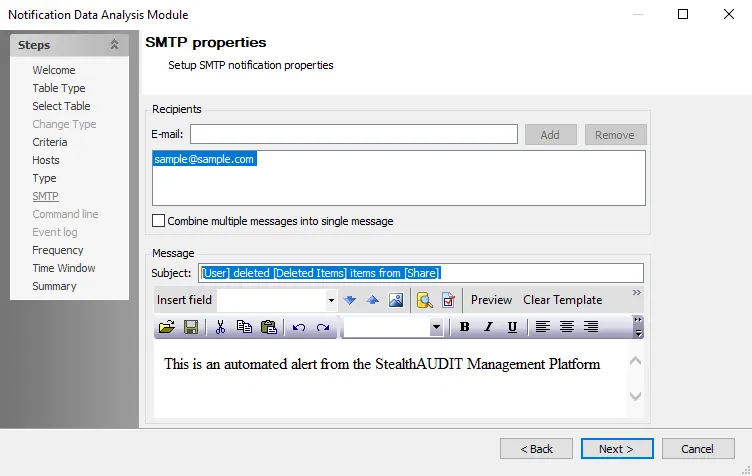 Notification Data Analysis Module
Steps
Welcome
Table Type
Select Table
Change Type
Criteria
Hosts
Type
SMTP
Command line
Event log
Frequency
Time Window
Summary
SMTP properties
Setup SMTP notification properties
Recipients
E-mail:
Add
Remove
sample@sample.com
Combine multiple messages into single message
Message
Subject: [User] deleted [Deleted Items] items from [Share]
Insert field
Preview
Clear Template
B I U
This is an automated alert from the StealthAUDIT Management Platform
< Back
Next >
Cancel